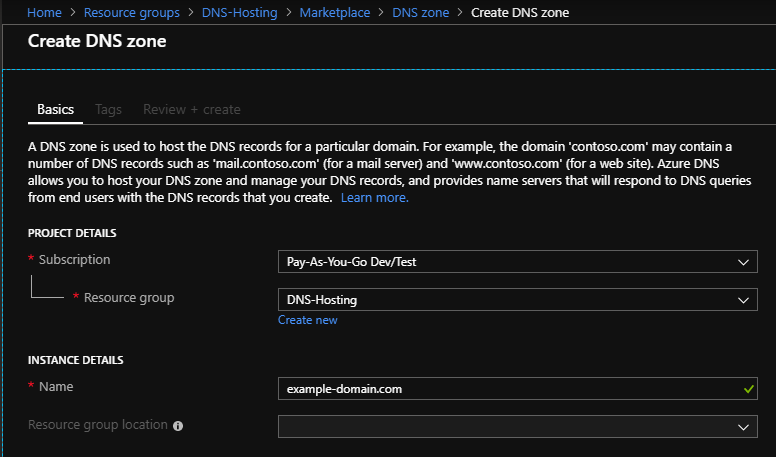 Home > Resource groups > DNS-Hosting > Marketplace > DNS zone > Create DNS zone
Create DNS zone
Basics Tags Review + create
A DNS zone is used to host the DNS records for a particular domain. For example, the domain 'contoso.com' may contain a
number of DNS records such as 'mail.contoso.com' (for a mail server) and 'www.contoso.com' (for a web site). Azure DNS
allows you to host your DNS zone and manage your DNS records, and provides name servers that will respond to DNS queries
from end users with the DNS records that you create. Learn more.
PROJECT DETAILS
* Subscription Pay-As-You-Go Dev/Test
* Resource group DNS-Hosting
Create new
INSTANCE DETAILS
* Name example-domain.com
Resource group location